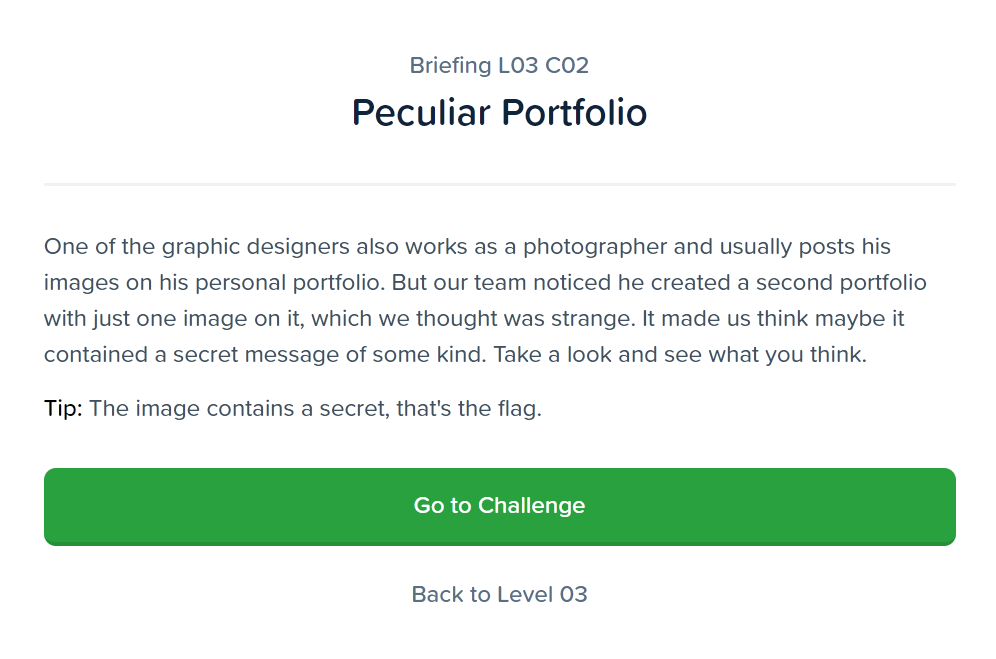 Briefing L03 C02
Peculiar Portfolio
One of the graphic designers also works as a photographer and usually posts his
images on his personal portfolio. But our team noticed he created a second portfolio
with just one image on it, which we thought was strange. It made us think maybe it
contained a secret message of some kind. Take a look and see what you think.
Tip: The image contains a secret, that's the flag.
Go to Challenge
Back to Level 03